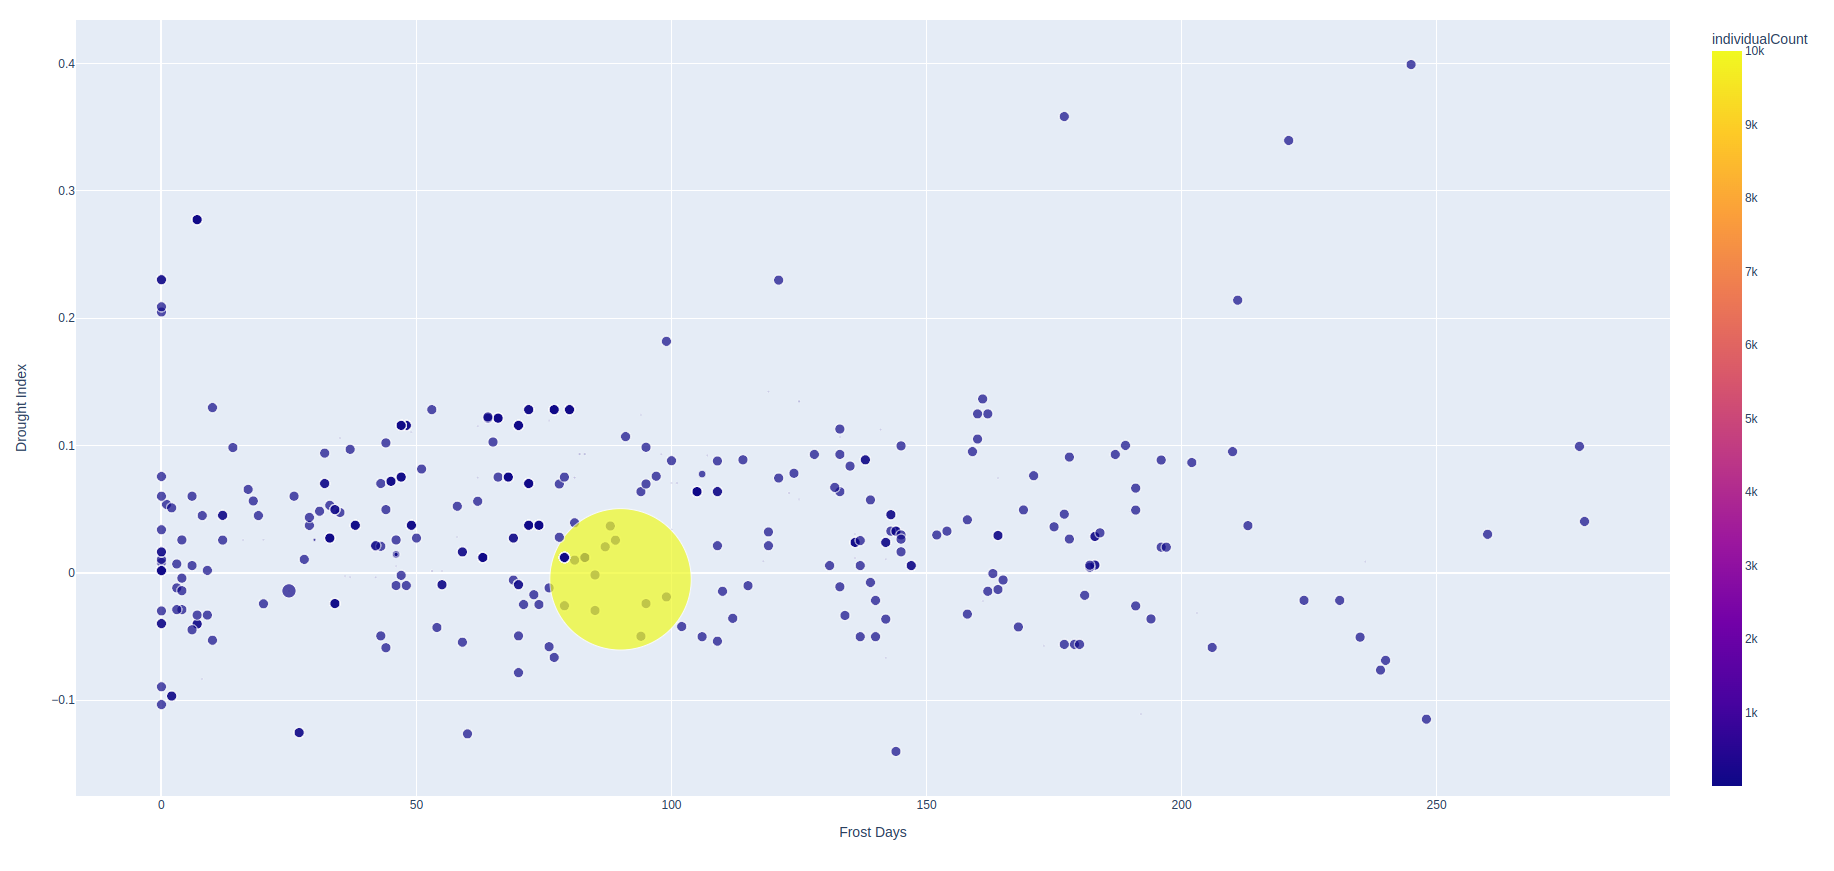 individualCount
10k
9k
8k
7k
6k
5k
4k
3k
2k
1k
0.4
0.3
0.2
0.1
0
−0.1
Drought Index
0
50
100
150
200
250
Frost Days